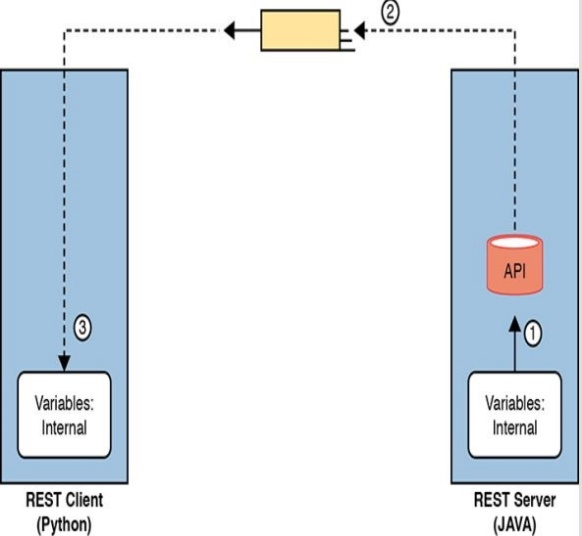 ②
API
③
①
Variables:
Internal
Variables:
Internal
REST Client
(Python)
REST Server
(JAVA)